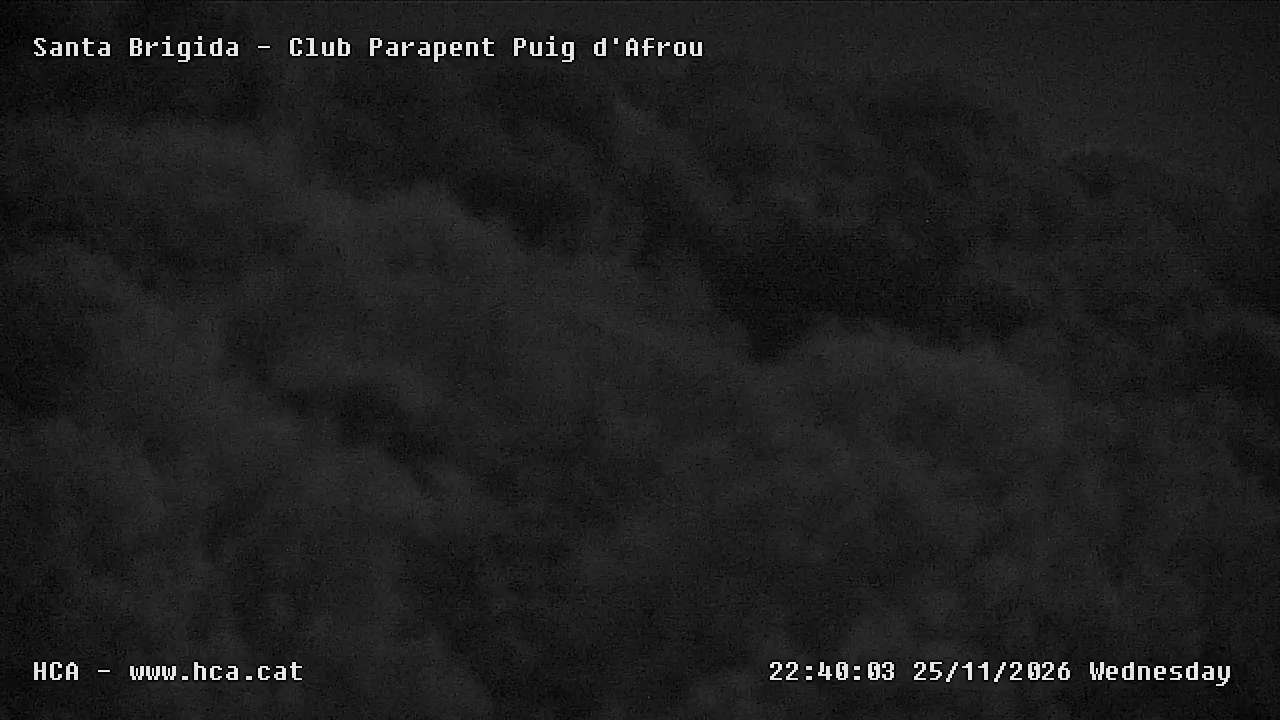 Santa Brigida - Club Parapent Puig d'Afrou
HCA - www.hca.cat
22:40:03 25/11/2026 Wednesday